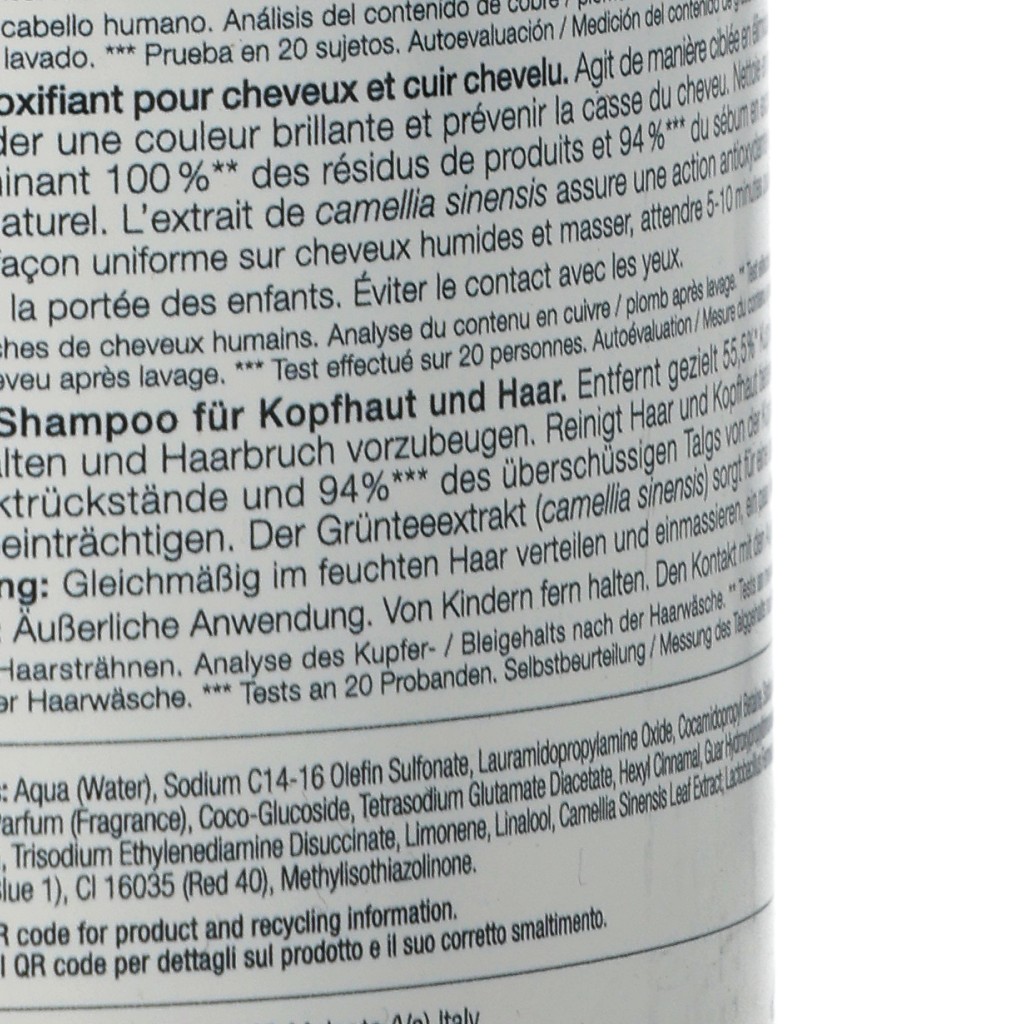 cabello humano. Análisis del contenido de cobre /
lavado. *** Prueba en 20 sujetos. Autoevaluación / Medición del contenido
oxifiant pour cheveux et cuir chevelu. Agit de manière ciblée en
der une couleur brillante et prévenir la casse du cheveu. Nettoie
inant 100 %** des résidus de produits et 94 %*** du sébum en
aturel. L'extrait de camellia sinensis assure une action
açon uniforme sur cheveux humides et masser, attendre 5-10 minutes
la portée des enfants. Éviter le contact avec les yeux.
ches de cheveux humains. Analyse du contenu en cuivre / plomb après lavage. ** Test
eveu après lavage. *** Test effectué sur 20 personnes. Autoévaluation / Mesure du
Shampoo für Kopfhaut und Haar. Entfernt gezielt 55,5%*
lten und Haarbruch vorzubeugen. Reinigt Haar und Kopfhaut
ktrückstände und 94%*** des überschüssigen Talgs von der
eeinträchtigen. Der Grünteeextrakt (camellia sinensis) sorgt für
ng: Gleichmäßig im feuchten Haar verteilen und einmassieren, ein
: Äußerliche Anwendung. Von Kindern fern halten. Den Kontakt mit den
Haarsträhnen. Analyse des Kupfer- / Bleigehalts nach der Haarwäsche. ** Tests an
er Haarwäsche. *** Tests an 20 Probanden. Selbstbeurteilung / Messung des Talggehalts
: Aqua (Water), Sodium C14-16 Olefin Sulfonate, Lauramidopropylamine Oxide, Cocamidopropyl Betaine,
arfum (Fragrance), Coco-Glucoside, Tetrasodium Glutamate Diacetate, Hexyl Cinnamal, Guar
, Trisodium Ethylenediamine Disuccinate, Limonene, Linalool, Camellia Sinensis Leaf Extract, Lactobacillus
lue 1), CI 16035 (Red 40), Methylisothiazolinone.
R code for product and recycling information.
l QR code per dettagli sul prodotto e il suo corretto smaltimento.
Italy